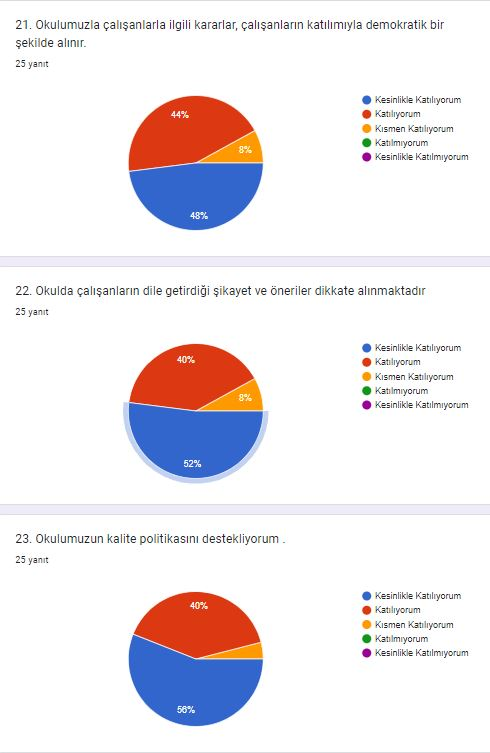 21. Okulumuzla çalışanlarla ilgili kararlar, çalışanların katılımıyla demokratik bir
şekilde alınır.
25 yanıt
Kesinlikle Katılıyorum
Katılıyorum
Kısmen Katılıyorum
Katılmıyorum
Kesinlikle Katılmıyorum
44%
8%
48%
22. Okulda çalışanların dile getirdiği şikayet ve öneriler dikkate alınmaktadır
25 yanıt
Kesinlikle Katılıyorum
Katılıyorum
Kısmen Katılıyorum
Katılmıyorum
Kesinlikle Katılmıyorum
40%
8%
52%
23. Okulumuzun kalite politikasını destekliyorum .
25 yanıt
Kesinlikle Katılıyorum
Katılıyorum
Kısmen Katılıyorum
Katılmıyorum
Kesinlikle Katılmıyorum
40%
56%